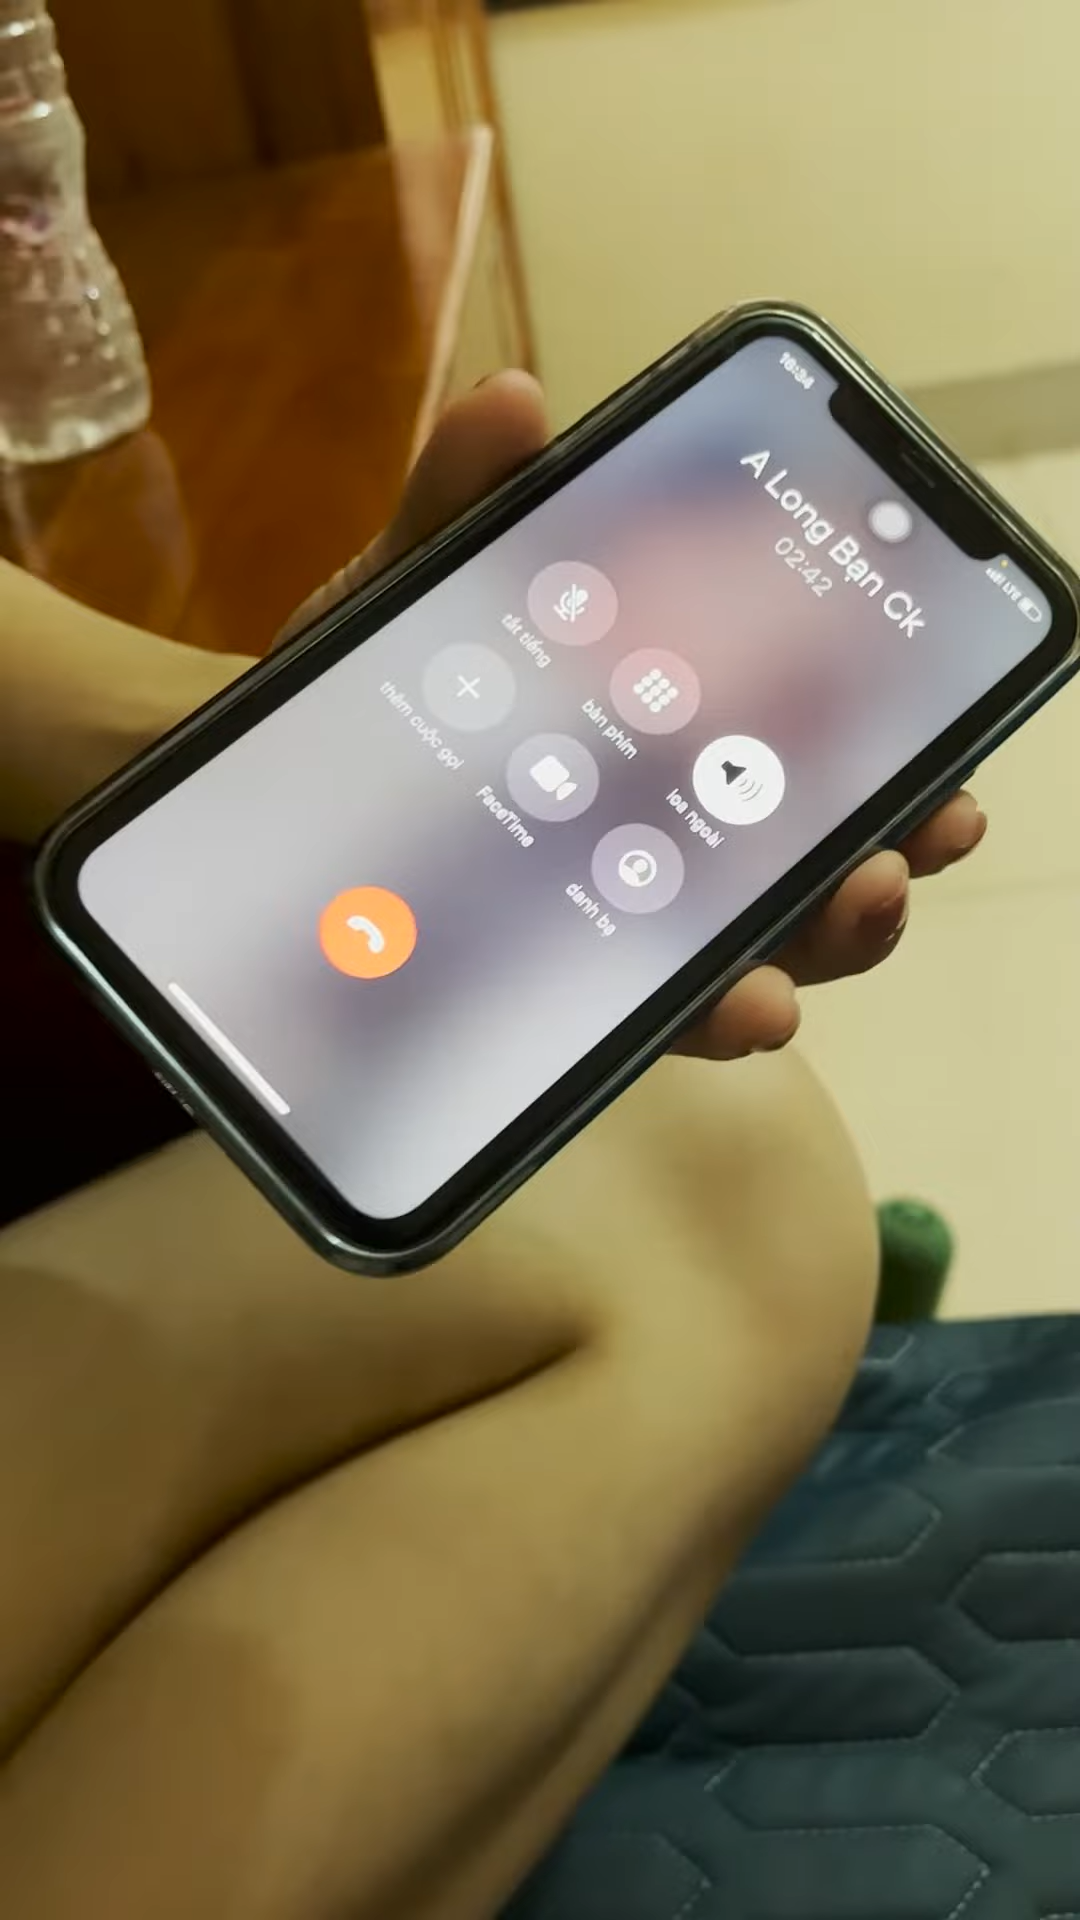 16:34
LTE
A Long Bạn Ck
02:42
tắt tiếng
bàn phím
loa ngoài
thêm cuộc gọi
FaceTime
danh bạ